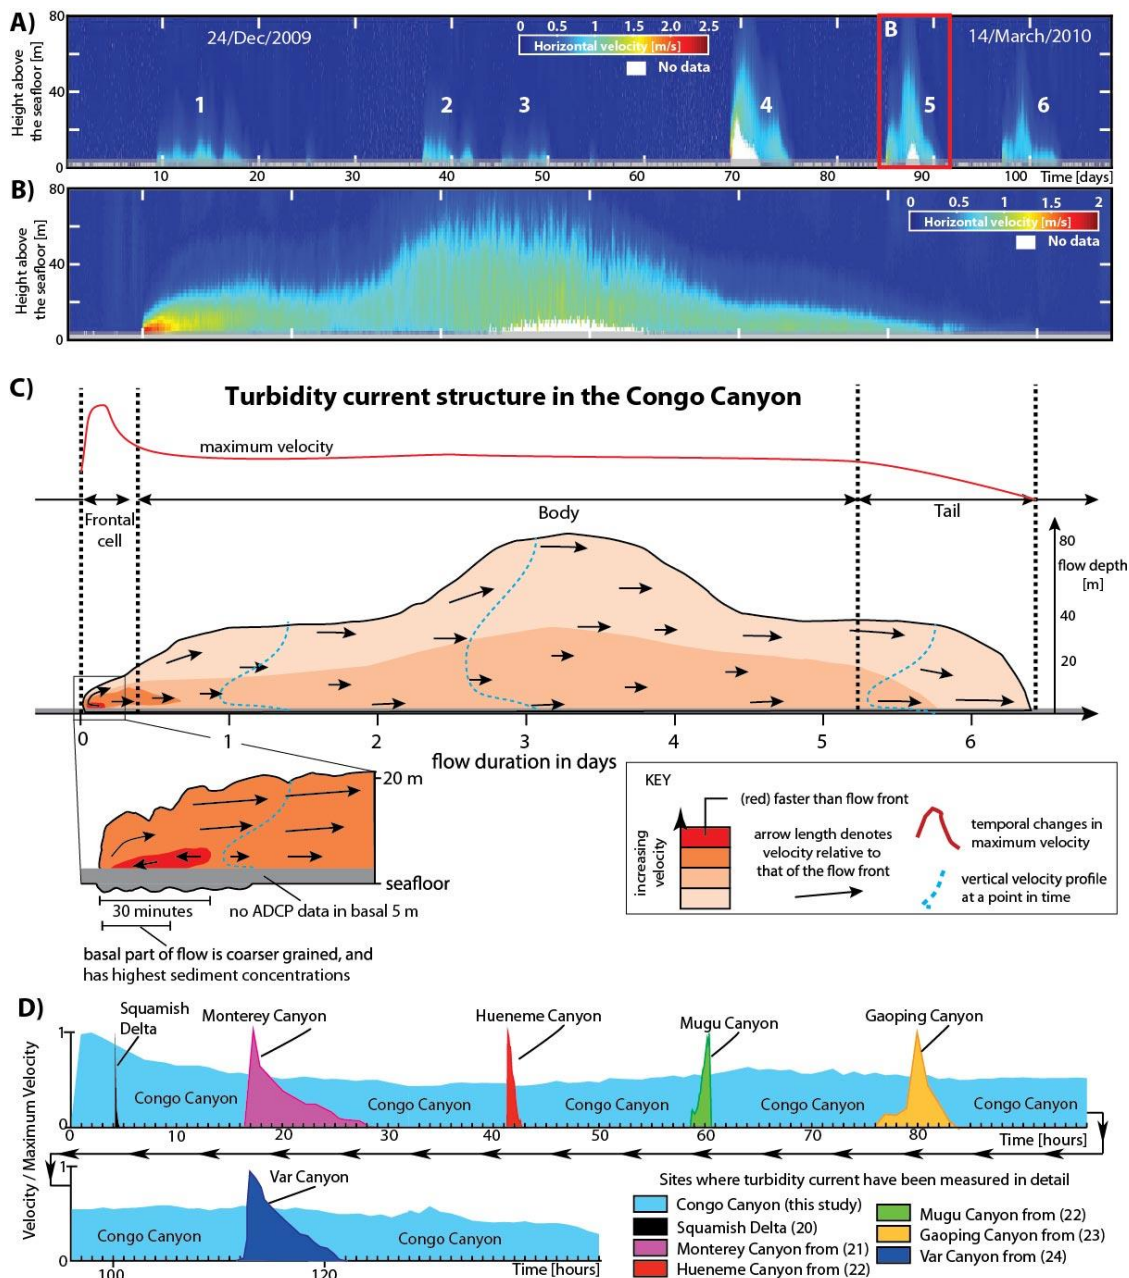 A)
80
40
0
Height above
the seafloor [m]
24/Dec/2009
0 0.5 1 1.5 2.0 2.5
Horizontal velocity [m/s]
No data
14/March/2010
B
1 2 3 4 5 6
10 20 30 40 50 60 70 80 90 100 Time [days]
B)
80
40
0
Height above
the seafloor [m]
0 0.5 1 1.5 2
Horizontal velocity [m/s]
No data
C)
Turbidity current structure in the Congo Canyon
maximum velocity
Frontal
cell
Body
Tail
80
flow depth
[m]
40
20
0 1 2 3 4 5 6
flow duration in days
20 m
seafloor
30 minutes
no ADCP data in basal 5 m
basal part of flow is coarser grained, and
has highest sediment concentrations
KEY
increasing
velocity
(red) faster than flow front
arrow length denotes
velocity relative to
that of the flow front
temporal changes in
maximum velocity
vertical velocity profile
at a point in time
D)
Velocity / Maximum Velocity
1
0
Squamish
Delta
Monterey Canyon
Hueneme Canyon
Mugu Canyon
Gaoping Canyon
Congo Canyon
Congo Canyon
Congo Canyon
Congo Canyon
Congo Canyon
0 10 20 30 40 50 60 70 80
Time [hours]
1
0
Var Canyon
Congo Canyon
Congo Canyon
100 120
Time [hours]
Sites where turbidity current have been measured in detail
Congo Canyon (this study)
Squamish Delta (20)
Monterey Canyon from (21)
Hueneme Canyon from (22)
Mugu Canyon from (22)
Gaoping Canyon from (23)
Var Canyon from (24)